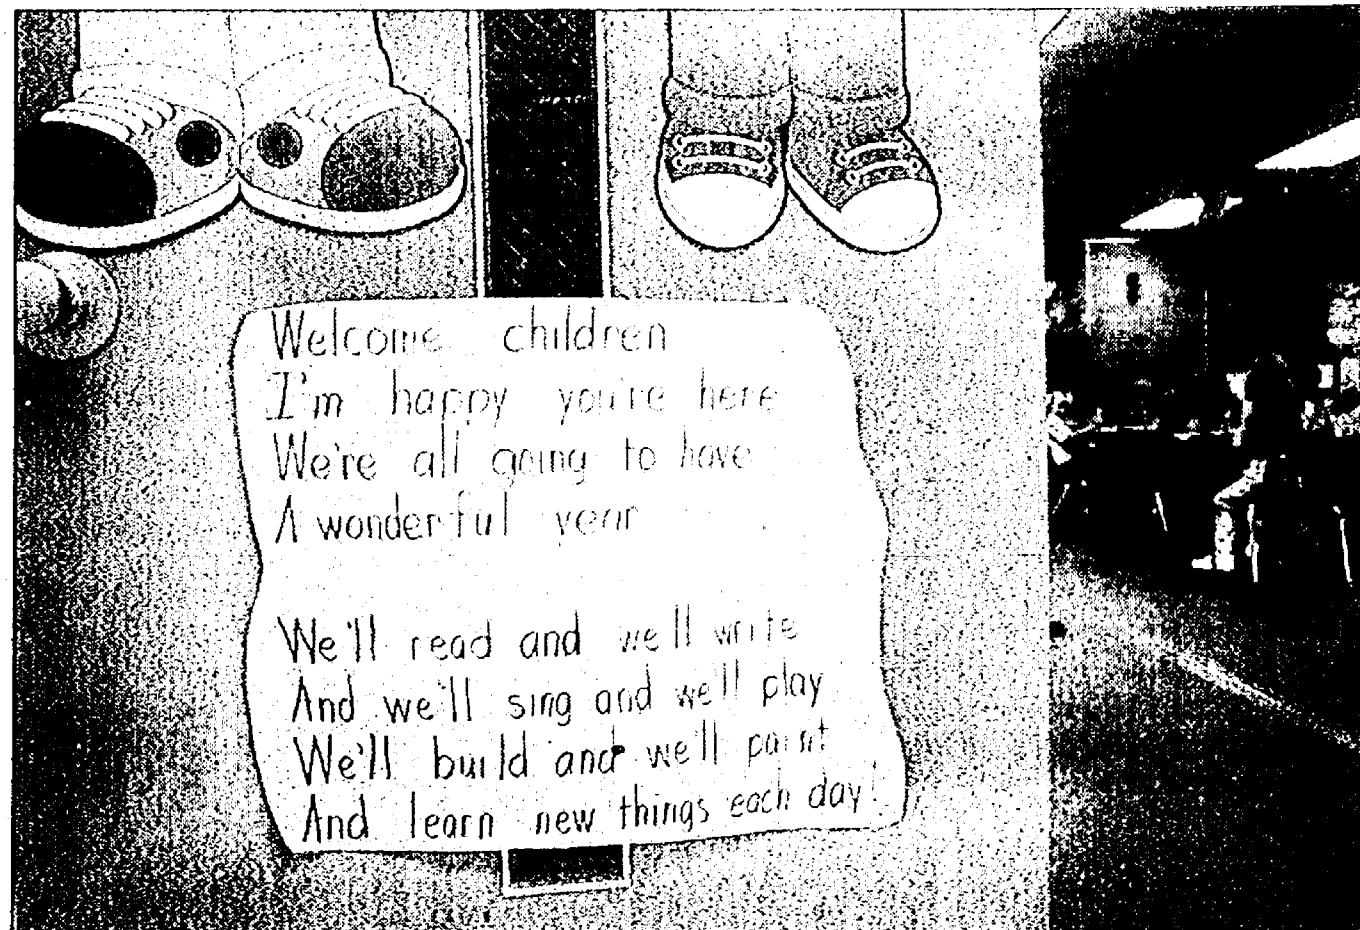 Welcome children
I'm happy you're here
We're all going to have
A wonderful year
We'll read and we'll write
And we'll sing and we'll play
We'll build and we'll paint
And learn new things each day!